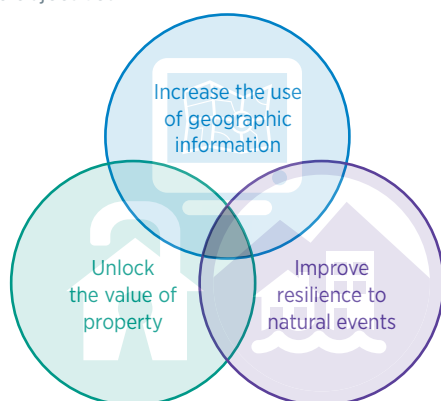 Increase the use
of geographic
information
Unlock
the value of
property
Improve
resilience to
natural events